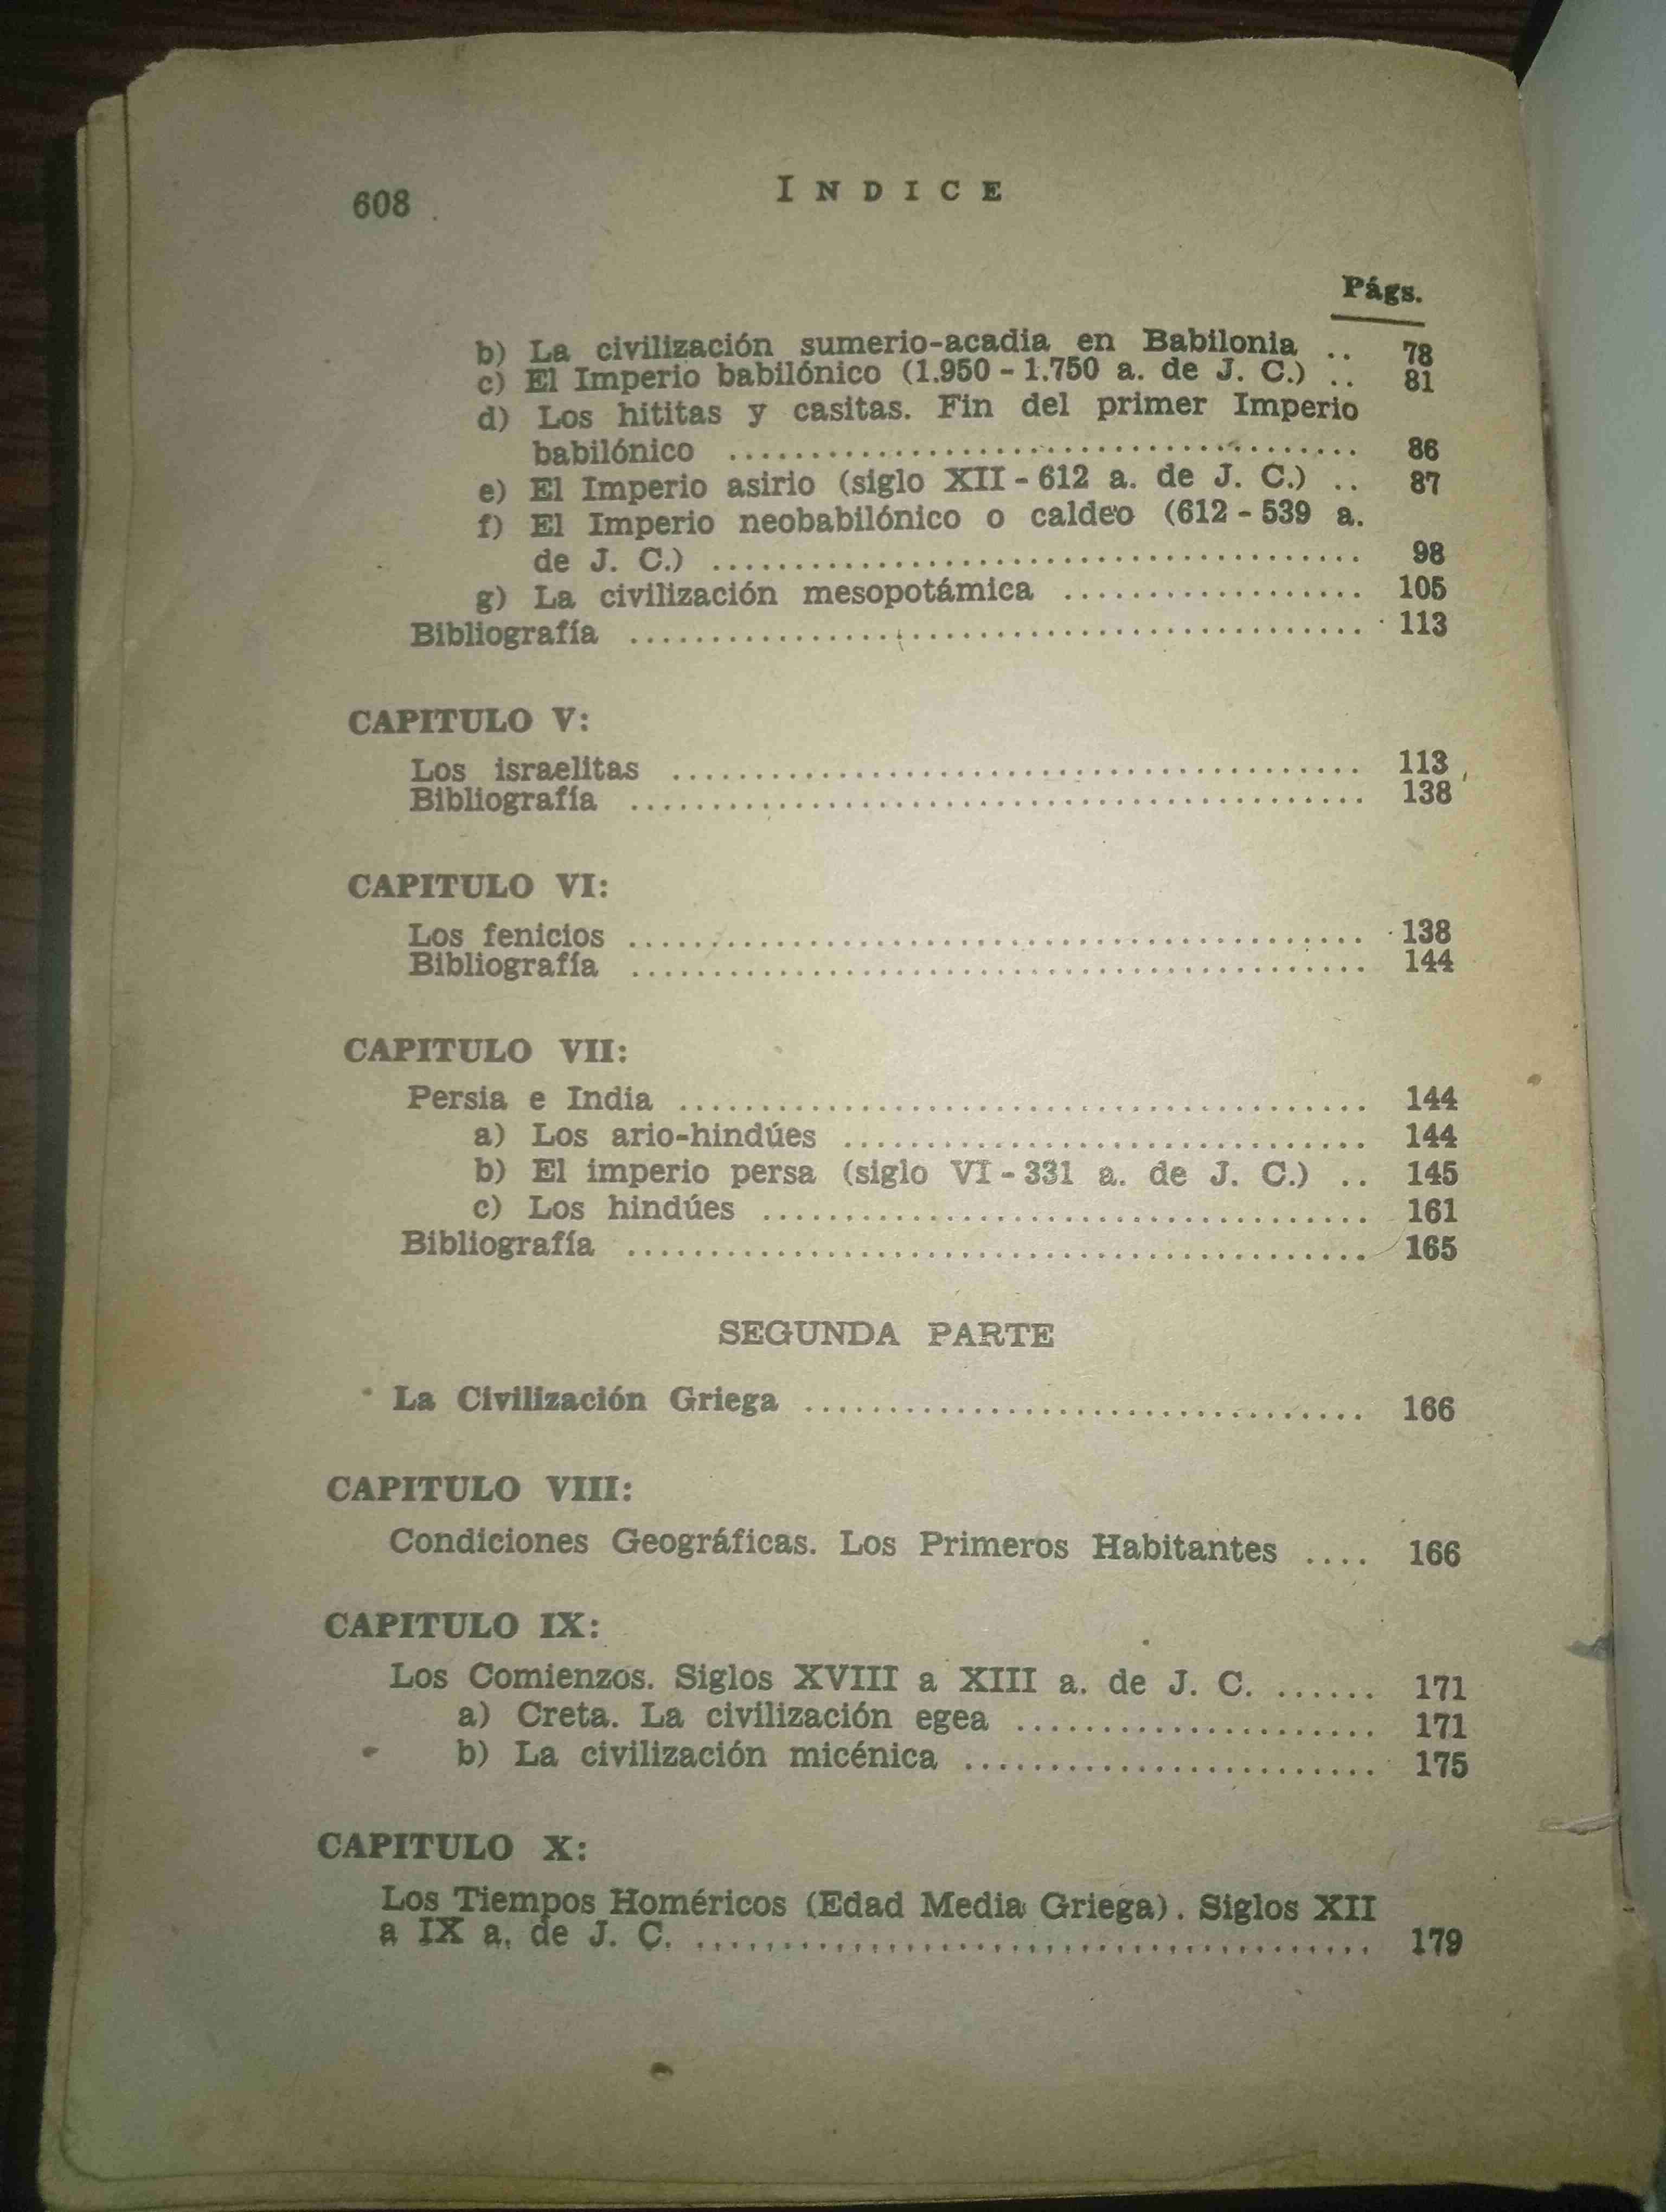 608 INDICE
Págs.
b) La civilización sumerio-acadia en Babilonia .. 78
c) El Imperio babilónico (1.950 - 1.750 a. de J. C.) .. 81
d) Los hititas y casitas. Fin del primer Imperio
babilónico ........................................ 86
e) El Imperio asirio (siglo XII - 612 a. de J. C.) .. 87
f) El Imperio neobabilónico o caldeo (612 - 539 a.
de J. C.) ........................................ 98
g) La civilización mesopotámica ................... 105
Bibliografía ............................................. 113
CAPITULO V:
Los israelitas .......................................... 113
Bibliografía ............................................. 138
CAPITULO VI:
Los fenicios ............................................. 138
Bibliografía ............................................. 144
CAPITULO VII:
Persia e India .......................................... 144
a) Los ario-hindúes ................................ 144
b) El imperio persa (siglo VI - 331 a. de J. C.) .. 145
c) Los hindúes ..................................... 161
Bibliografía ............................................. 165
SEGUNDA PARTE
La Civilización Griega .................................. 166
CAPITULO VIII:
Condiciones Geográficas. Los Primeros Habitantes .... 166
CAPITULO IX:
Los Comienzos. Siglos XVIII a XIII a. de J. C. ...... 171
a) Creta. La civilización egea ...................... 171
b) La civilización micénica ......................... 175
CAPITULO X:
Los Tiempos Homéricos (Edad Media Griega). Siglos XII
a IX a. de J. C. ........................................ 179